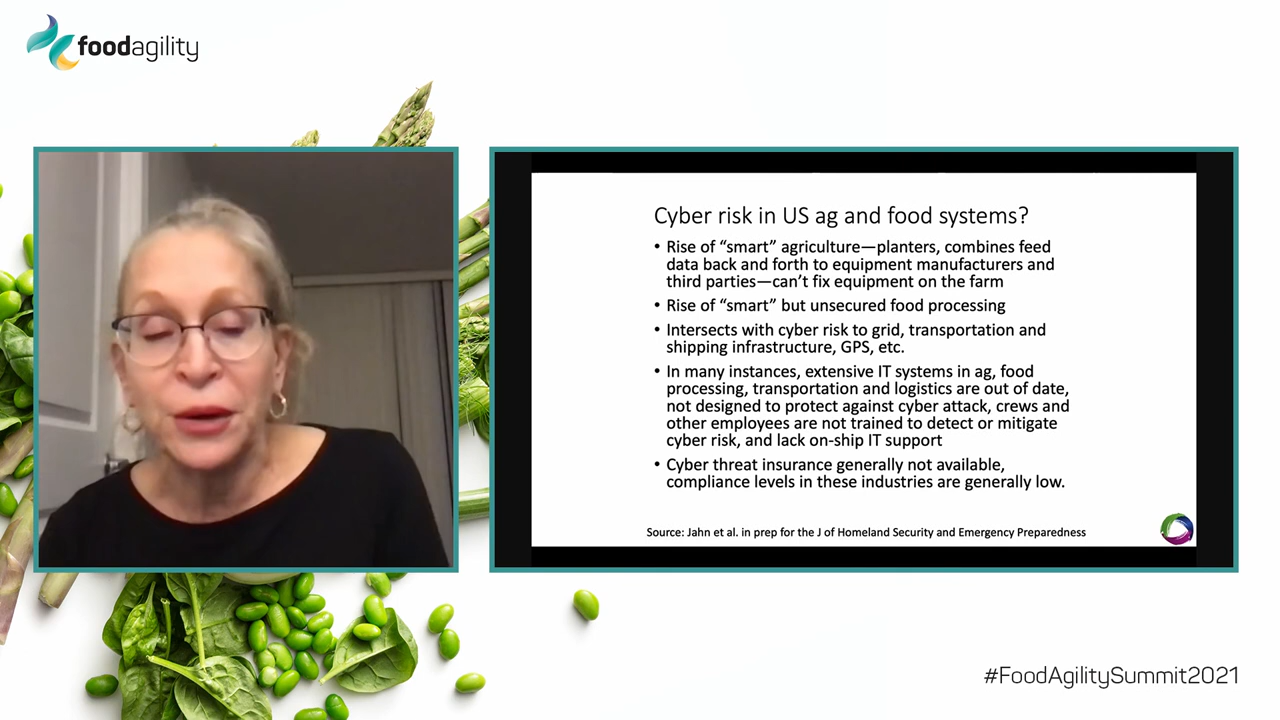 foodagility
Cyber risk in US ag and food systems?
• Rise of “smart” agriculture—planters, combines feed
data back and forth to equipment manufacturers and
third parties—can’t fix equipment on the farm
• Rise of “smart” but unsecured food processing
• Intersects with cyber risk to grid, transportation and
shipping infrastructure, GPS, etc.
• In many instances, extensive IT systems in ag, food
processing, transportation and logistics are out of date,
not designed to protect against cyber attack, crews and
other employees are not trained to detect or mitigate
cyber risk, and lack on-ship IT support
• Cyber threat insurance generally not available,
compliance levels in these industries are generally low.
Source: Jahn et al. in prep for the J of Homeland Security and Emergency Preparedness
#FoodAgilitySummit2021